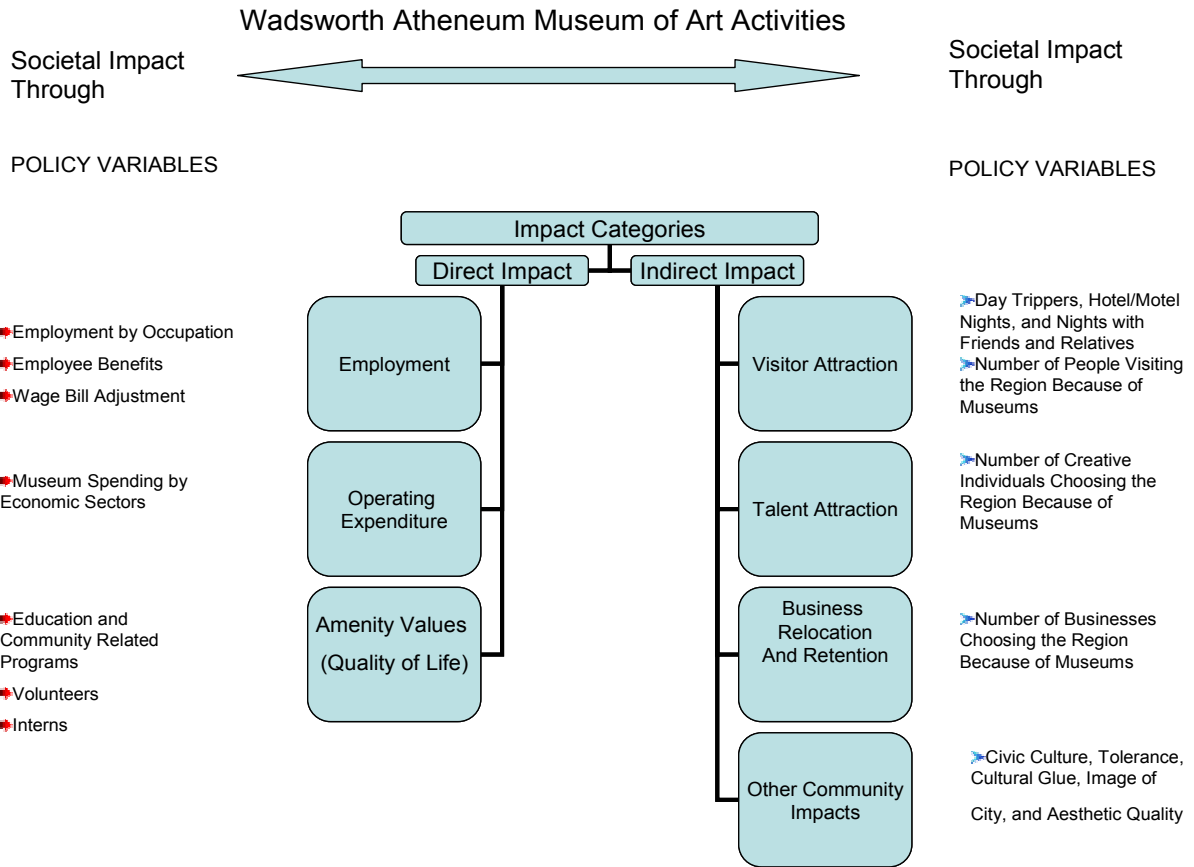 Wadsworth Atheneum Museum of Art Activities
Societal Impact
Through
Societal Impact
Through
POLICY VARIABLES
POLICY VARIABLES
Impact Categories
Direct Impact
Indirect Impact
Employment by Occupation
Employee Benefits
Wage Bill Adjustment
Employment
Visitor Attraction
Day Trippers, Hotel/Motel
Nights, and Nights with
Friends and Relatives
Number of People Visiting
the Region Because of
Museums
Museum Spending by
Economic Sectors
Operating
Expenditure
Talent Attraction
Number of Creative
Individuals Choosing the
Region Because of
Museums
Education and
Community Related
Programs
Volunteers
Interns
Amenity Values
(Quality of Life)
Business
Relocation
And Retention
Number of Businesses
Choosing the Region
Because of Museums
Other Community
Impacts
Civic Culture, Tolerance,
Cultural Glue, Image of
City, and Aesthetic Quality